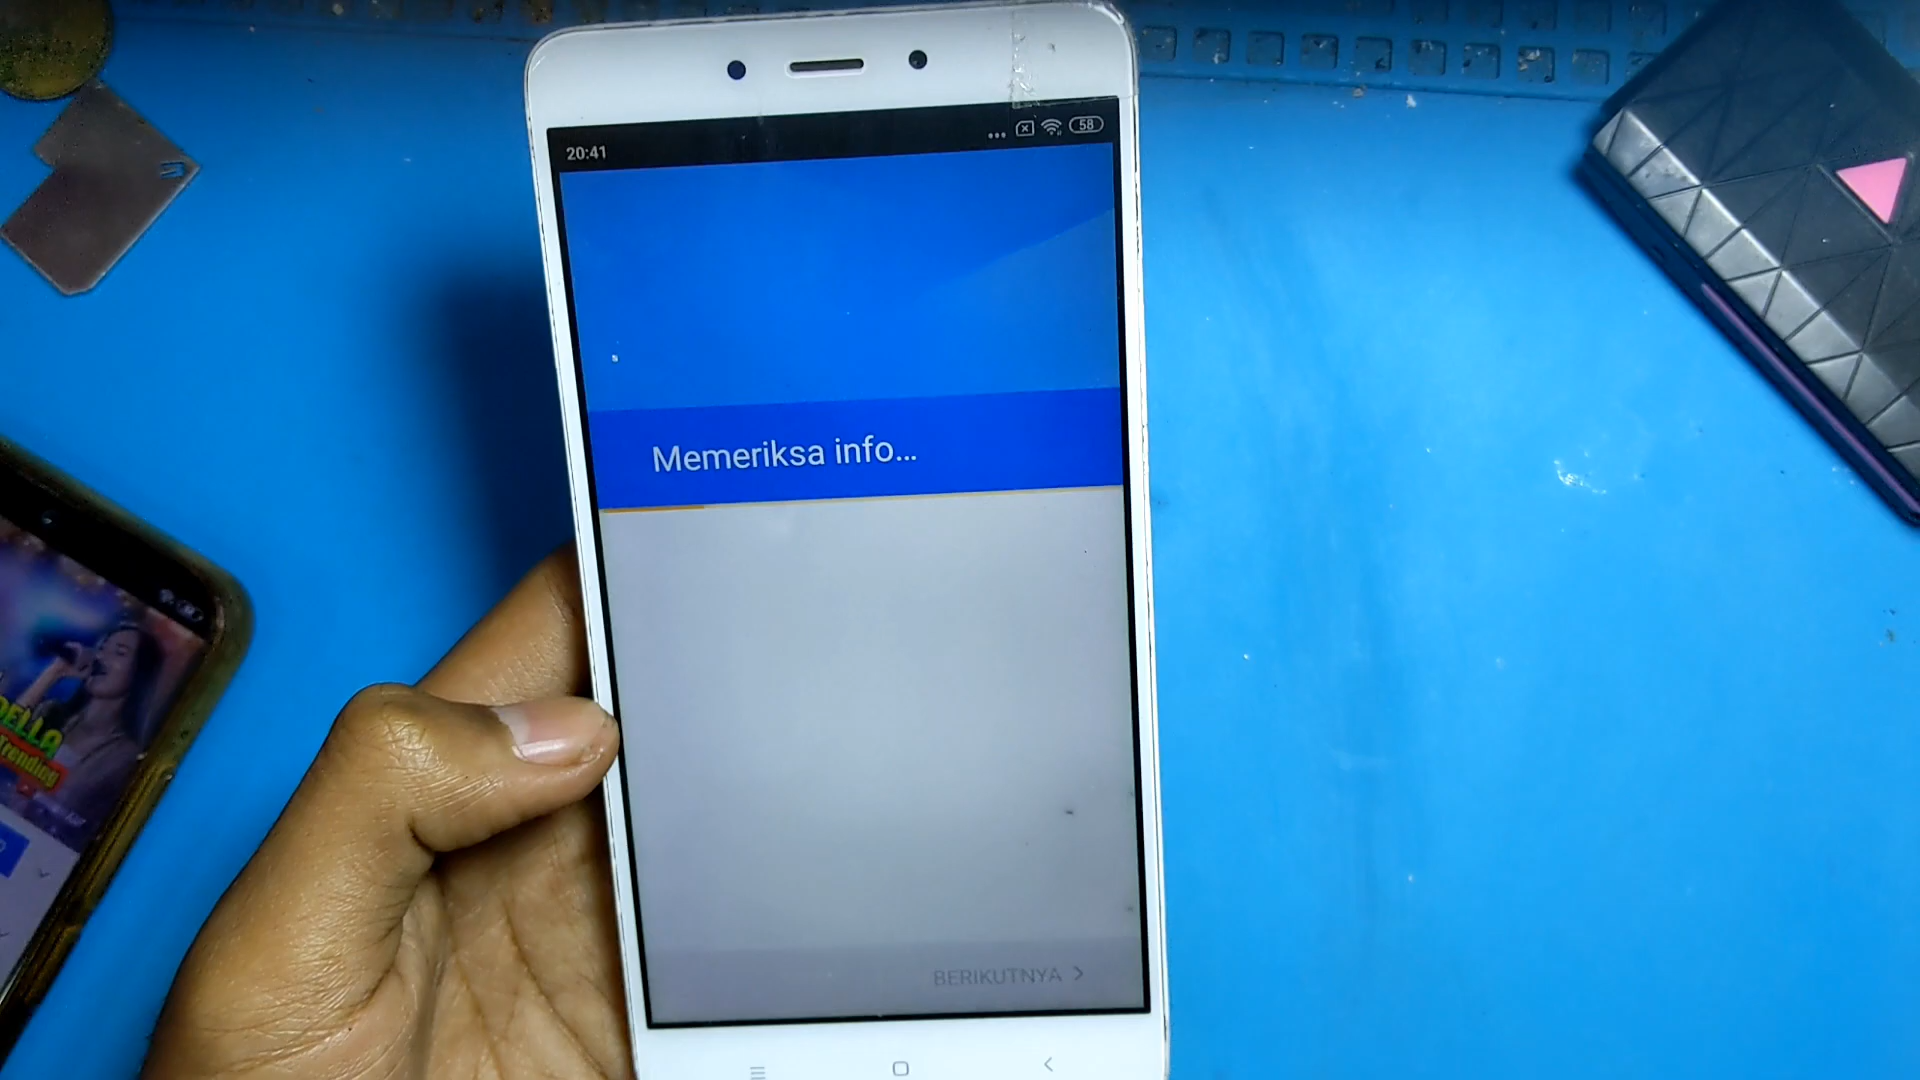 20:41
58
Memeriksa info...
BERIKUTNYA
DELLA
Trending